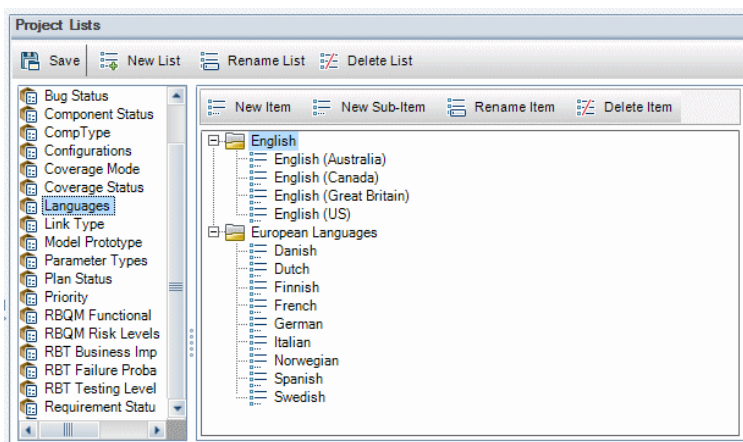 Project Lists
Save New List Rename List Delete List
Bug Status
Component Status
CompType
Configurations
Coverage Mode
Coverage Status
Languages
Link Type
Model Prototype
Parameter Types
Plan Status
Priority
RBQM Functional
RBQM Risk Levels
RBT Business Imp
RBT Failure Proba
RBT Testing Level
Requirement Statu
New Item New Sub-Item Rename Item Delete Item
English
English (Australia)
English (Canada)
English (Great Britain)
English (US)
European Languages
Danish
Dutch
Finnish
French
German
Italian
Norwegian
Spanish
Swedish